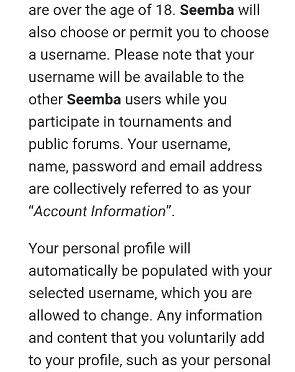 are over the age of 18. Seemba will
also choose or permit you to choose
a username. Please note that your
username will be available to the
other Seemba users while you
participate in tournaments and
public forums. Your username,
name, password and email address
are collectively referred to as your
“Account Information”.
Your personal profile will
automatically be populated with your
selected username, which you are
allowed to change. Any information
and content that you voluntarily add
to your profile, such as your personal